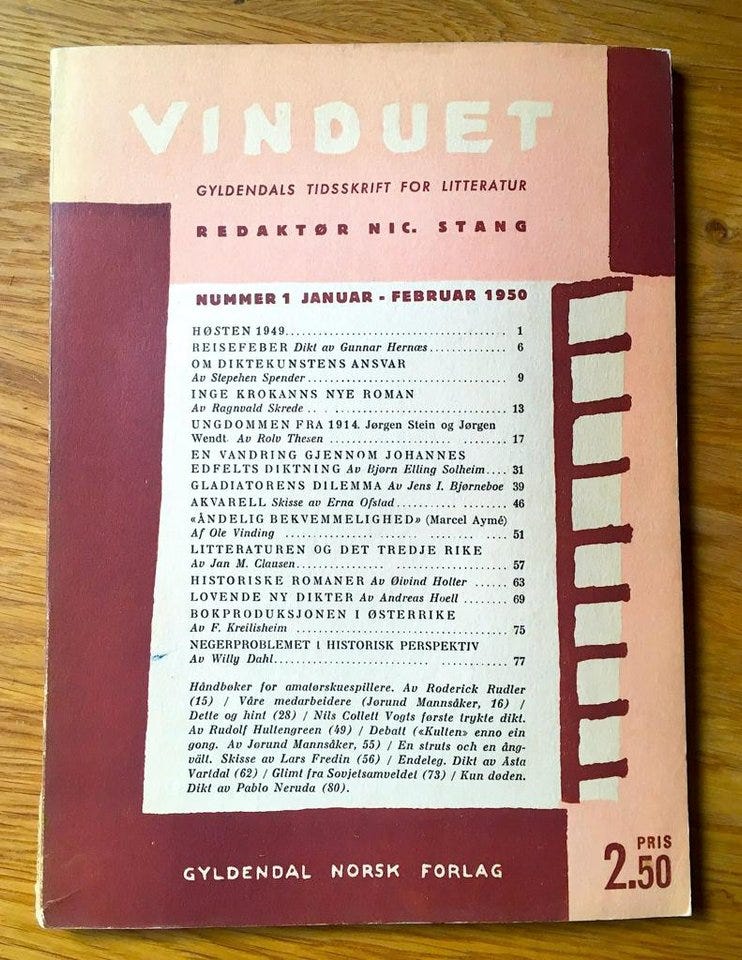 VINDUET
GYLDENDALS TIDSSKRIFT FOR LITTERATUR
REDAKTØR NIC. STANG
NUMMER 1 JANUAR - FEBRUAR 1950
HØSTEN 1949 1
REISEFEBER Dikt av Gunnar Hernæs 6
OM DIKTEKUNSTENS ANSVAR
Av Stepehen Spender 9
INGE KROKANNS NYE ROMAN
Av Ragnvald Skrede 13
UNGDOMMEN FRA 1914. Jørgen Stein og Jørgen
Wendt. Av Rolv Thesen 17
EN VANDRING GJENNOM JOHANNES
EDFELTS DIKTNING Av Bjørn Elling Solheim 31
GLADIATORENS DILEMMA Av Jens I. Bjørneboe 39
AKVARELL Skisse av Erna Ofstad 46
«ÅNDELIG BEKVEMMELIGHED» (Marcel Aymé)
Af Ole Vinding 51
LITTERATUREN OG DET TREDJE RIKE
Av Jan M. Clausen 57
HISTORISKE ROMANER Av Øivind Holter 63
LOVENDE NY DIKTER Av Andreas Hoell 69
BOKPRODUKSJONEN I ØSTERRIKE
Av F. Kreilisheim 75
NEGERPROBLEMET I HISTORISK PERSPEKTIV
Av Willy Dahl 77
Håndbøker for amatørskuespillere. Av Roderick Rudler
(15) / Våre medarbeidere (Jørund Mannsåker, 16) /
Dette og hint (28) / Nils Collett Vogts første trykte dikt.
Av Rudolf Hultengreen (49) / Debatt («Kulten» enno ein
gong. Av Jorund Mannsåker, 55) / En struts och en ång-
vält. Skisse av Lars Fredin (56) / Endeleg. Dikt av Asta
Vartdal (62) / Glimt fra Sovjetsamveldet (73) / Kun døden.
Dikt av Pablo Neruda (80).
GYLDENDAL NORSK FORLAG
PRIS
2.50